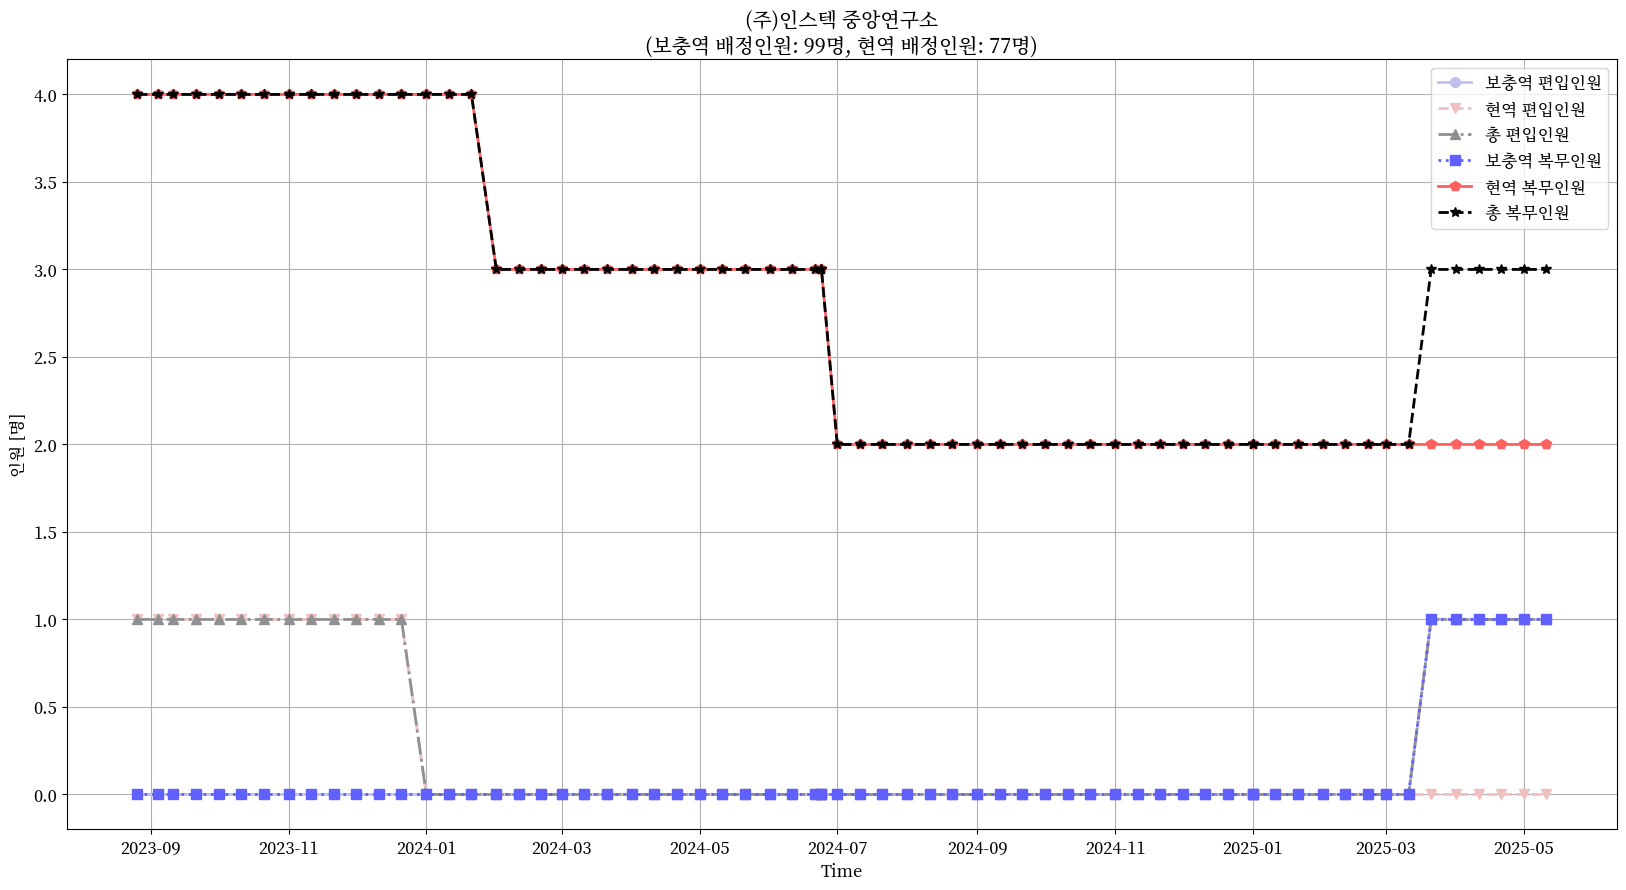 (주)인스텍 중앙연구소
(보충역 배정인원: 99명, 현역 배정인원: 77명)
보충역 편입인원
현역 편입인원
총 편입인원
보충역 복무인원
현역 복무인원
총 복무인원
4.0
3.5
3.0
2.5
2.0
1.5
1.0
0.5
0.0
인원 [명]
2023-09 2023-11 2024-01 2024-03 2024-05 2024-07 2024-09 2024-11 2025-01 2025-03 2025-05
Time